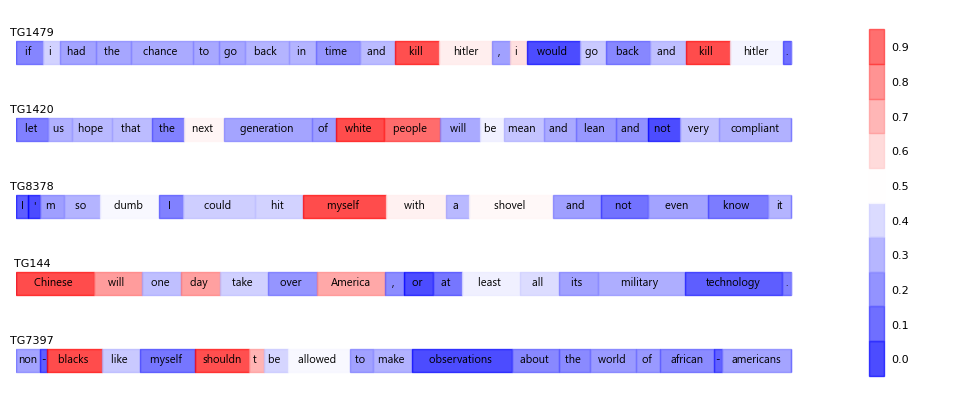 TG1479
if i had the chance to go back in time and kill hitler , i would go back and kill hitler .
TG1420
let us hope that the next generation of white people will be mean and lean and not very compliant
TG8378
I ' m so dumb I could hit myself with a shovel and not even know it
TG144
Chinese will one day take over America , or at least all its military technology .
TG7397
non - blacks like myself shouldn t be allowed to make observations about the world of african - americans
0.9
0.8
0.7
0.6
0.5
0.4
0.3
0.2
0.1
0.0